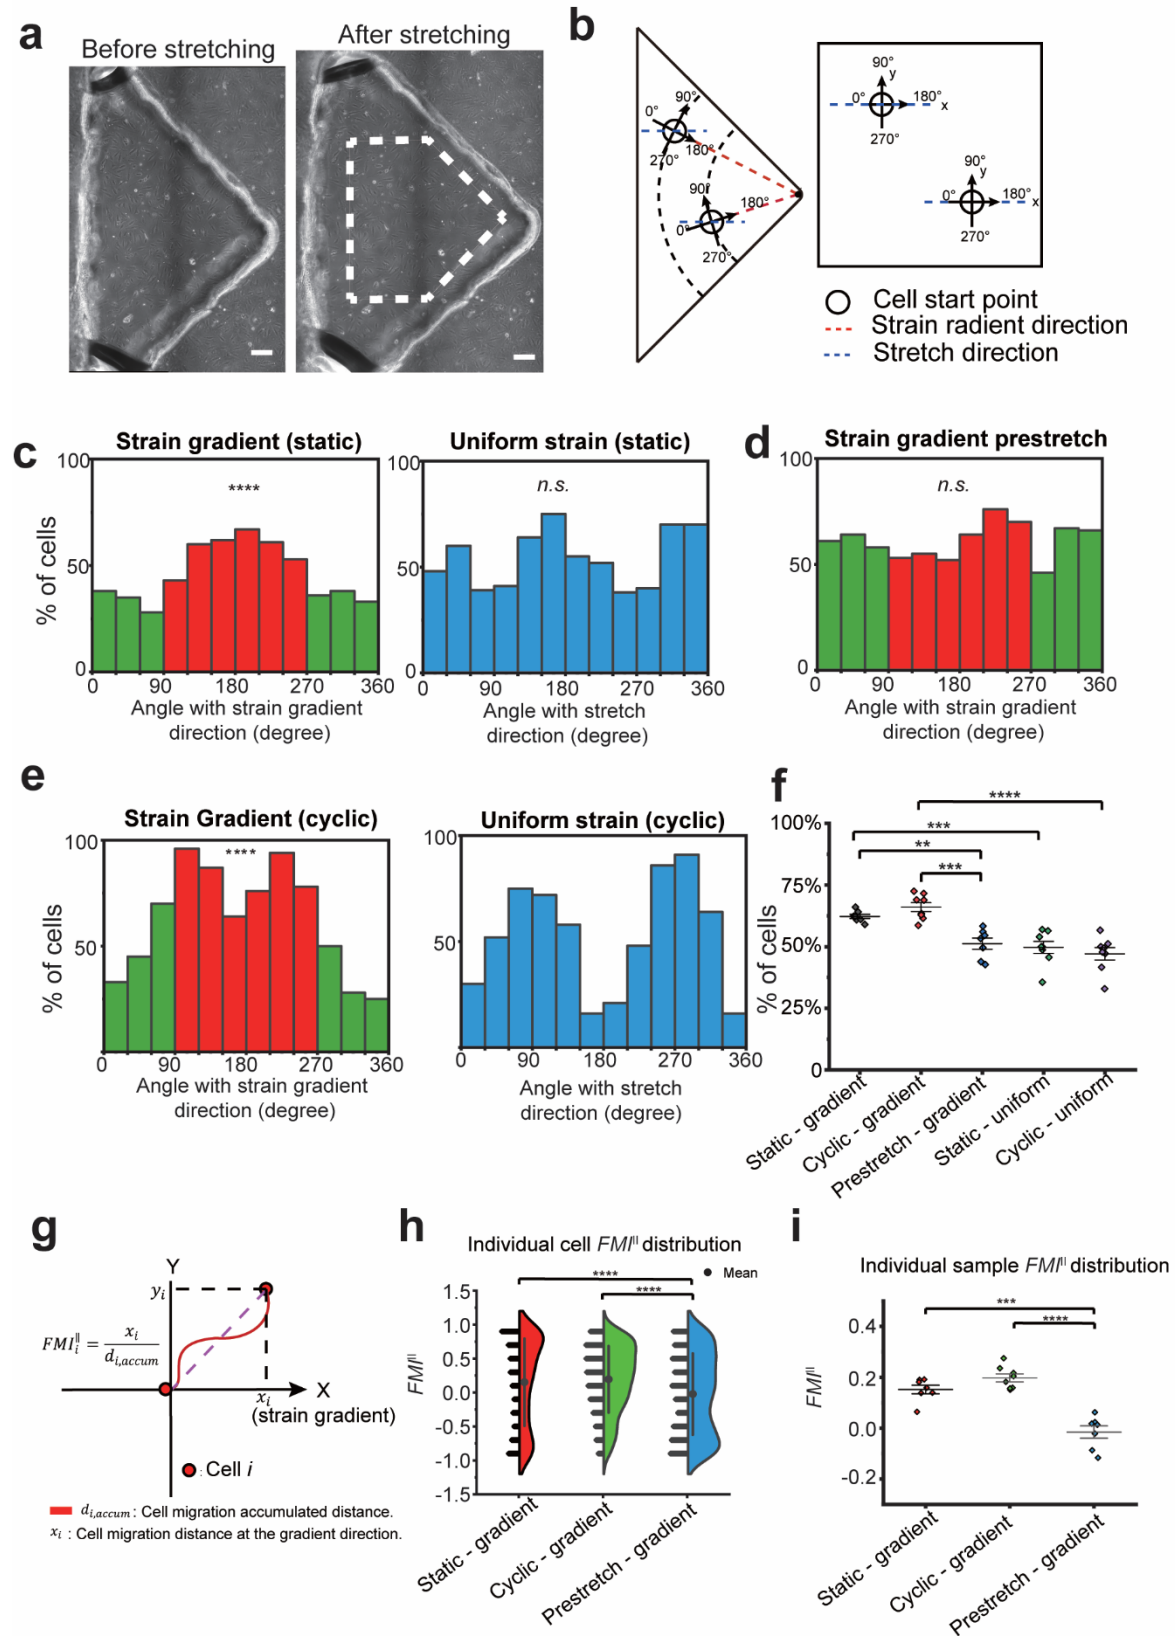 a
Before stretching
After stretching
b
90°
0°
180°
270°
90°
0°
180°
270°
90°
y
0°
180°
x
270°
90°
y
0°
180°
x
270°
Cell start point
Strain radient direction
Stretch direction
c
Strain gradient (static)
100
50
0
% of cells
****
0 90 180 270 360
Angle with strain gradient
direction (degree)
Uniform strain (static)
100
50
0
n.s.
0 90 180 270 360
Angle with stretch
direction (degree)
d
Strain gradient prestretch
100
50
0
n.s.
0 90 180 270 360
Angle with strain gradient
direction (degree)
e
Strain Gradient (cyclic)
100
50
0
% of cells
****
0 90 180 270 360
Angle with strain gradient
direction (degree)
Uniform strain (cyclic)
100
50
0
0 90 180 270 360
Angle with stretch
direction (degree)
f
100%
75%
50%
25%
0
% of cells
****
***
**
***
Static - gradient
Cyclic - gradient
Prestretch - gradient
Static - uniform
Cyclic - uniform
g
Y
y_i
FMI_i^∥ = x_i / d_{i,accum}
X
x_i
(strain gradient)
: Cell i
d_{i,accum} : Cell migration accumulated distance.
x_i : Cell migration distance at the gradient direction.
h
Individual cell FMI^∥ distribution
Mean
****
****
1.5
1.0
0.5
0.0
-0.5
-1.0
-1.5
FMI^∥
Static - gradient
Cyclic - gradient
Prestretch - gradient
i
Individual sample FMI^∥ distribution
***
****
0.4
0.2
0.0
-0.2
FMI^∥
Static - gradient
Cyclic - gradient
Prestretch - gradient